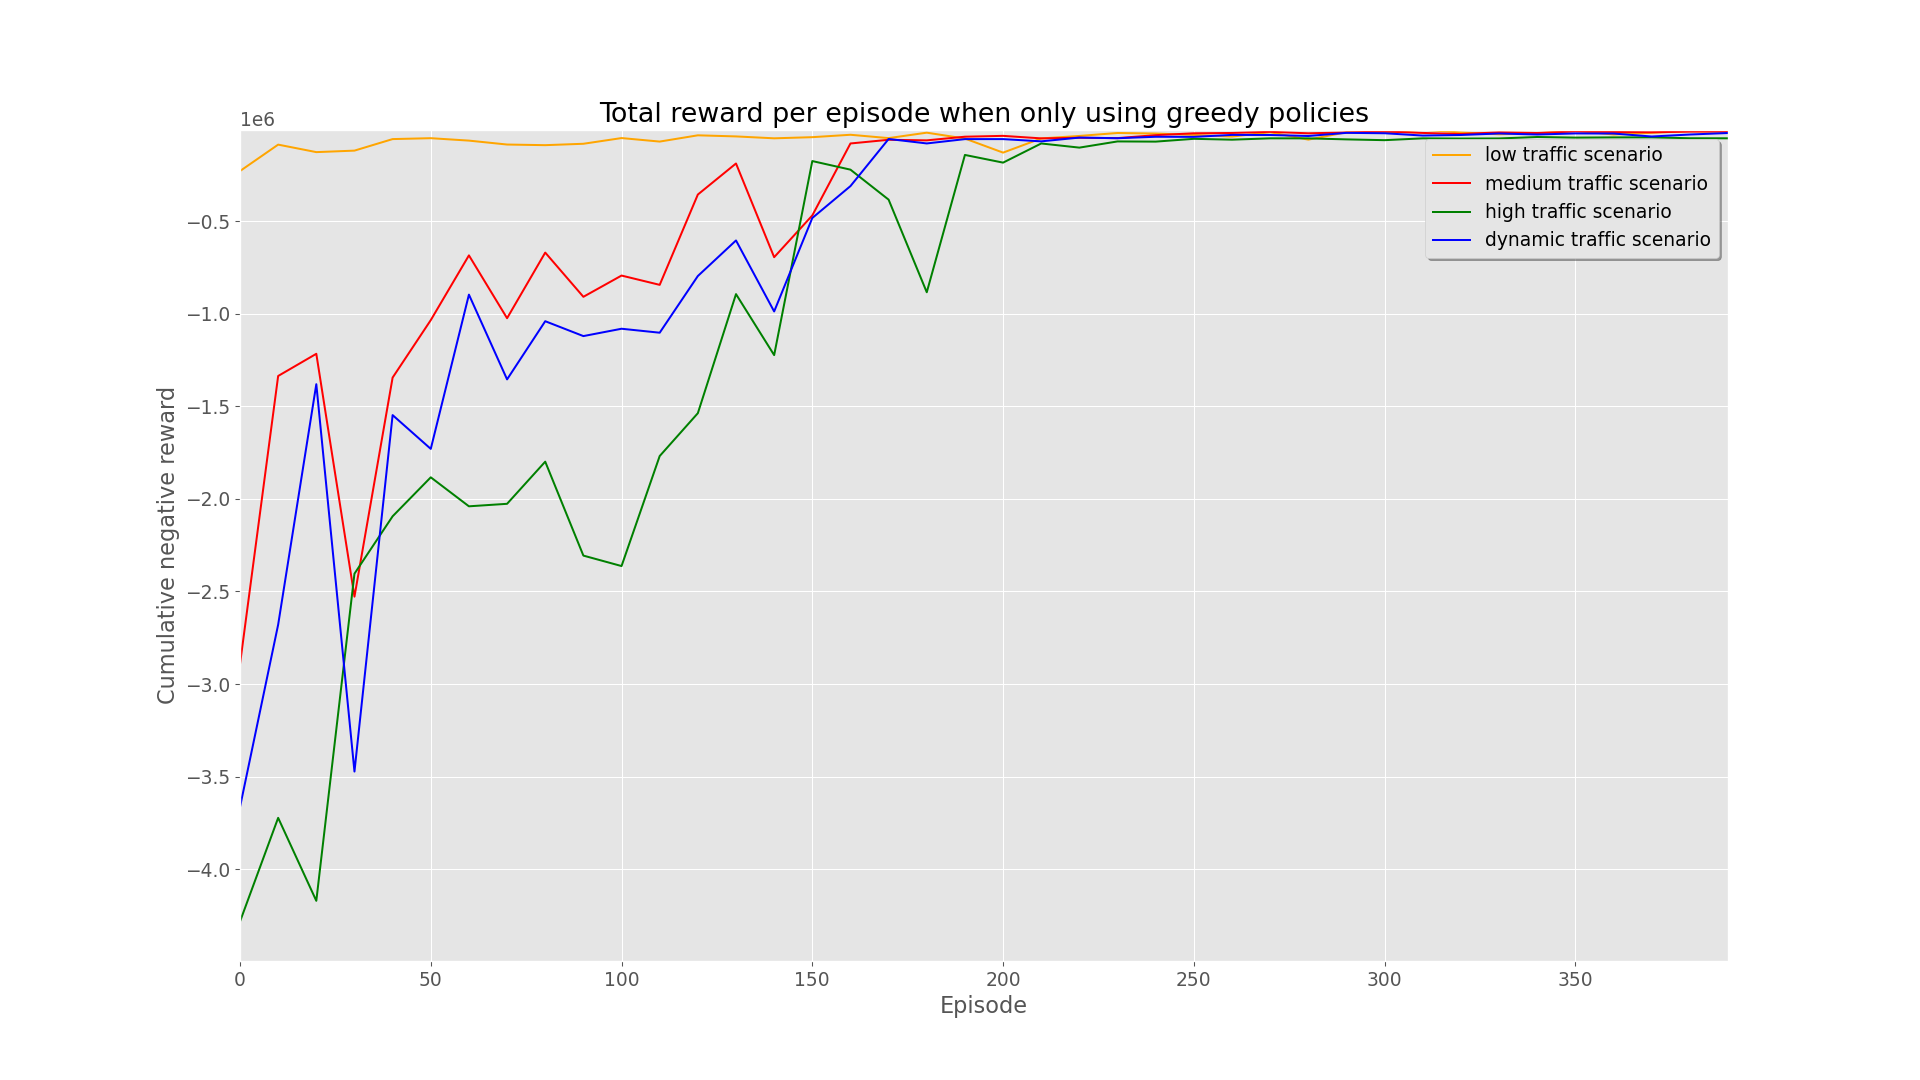 Total reward per episode when only using greedy policies
1e6
low traffic scenario
medium traffic scenario
high traffic scenario
dynamic traffic scenario
−0.5
−1.0
−1.5
−2.0
−2.5
−3.0
−3.5
−4.0
Cumulative negative reward
0 50 100 150 200 250 300 350
Episode